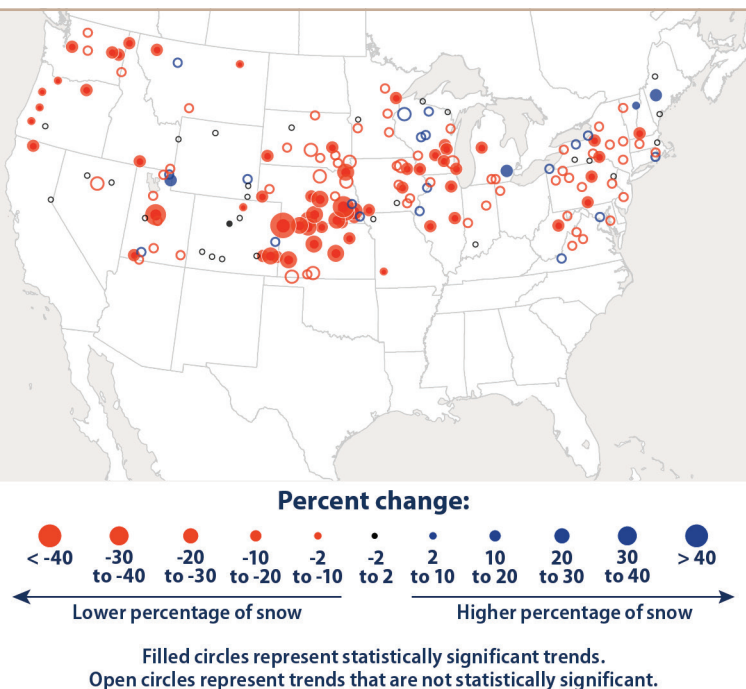 Percent change:
< -40 -30 to -40 -20 to -30 -10 to -20 -2 to -10 -2 to 2 2 to 10 10 to 20 20 to 30 30 to 40 > 40
Lower percentage of snow Higher percentage of snow
Filled circles represent statistically significant trends.
Open circles represent trends that are not statistically significant.